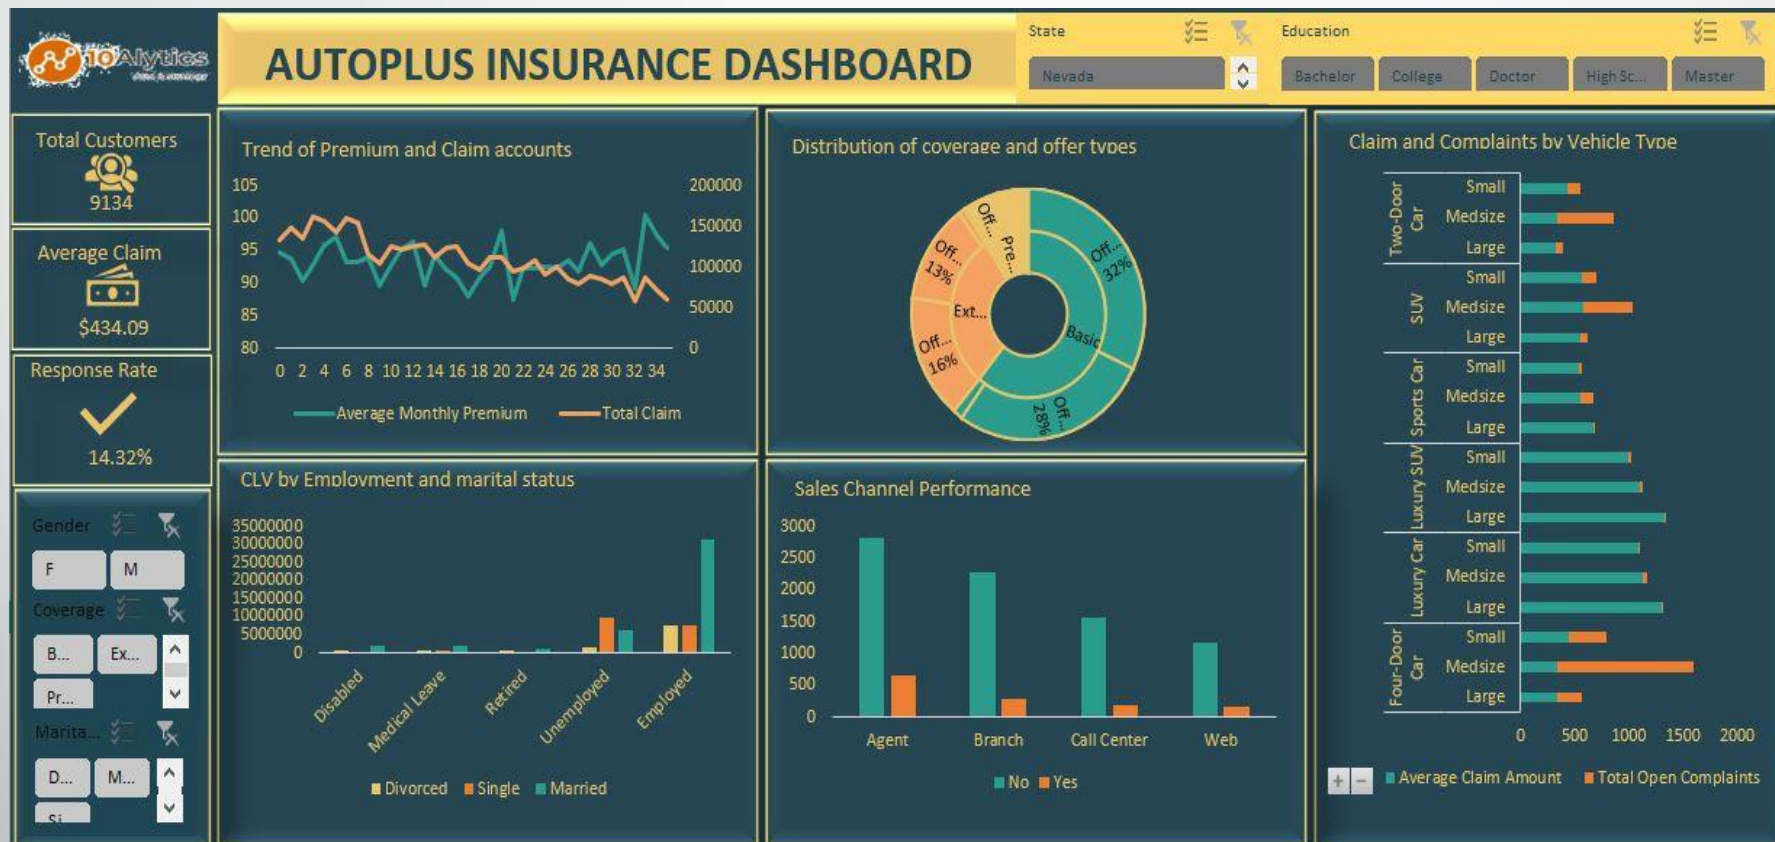 10Alytics
AUTOPLUS INSURANCE DASHBOARD
State
Nevada
Education
Bachelor
College
Doctor
High Sc...
Master
Total Customers
9134
Average Claim
$434.09
Response Rate
14.32%
Gender
F
M
Coverage
B...
Ex...
Pr...
Marita...
D...
M...
Si...
Trend of Premium and Claim accounts
105
100
95
90
85
80
200000
150000
100000
50000
0
0 2 4 6 8 10 12 14 16 18 20 22 24 26 28 30 32 34
Average Monthly Premium
Total Claim
Distribution of coverage and offer types
Off...
32%
Off...
28%
Off...
16%
Off...
13%
Off...
Pre...
Ext...
Basic
CLV by Employment and marital status
35000000
30000000
25000000
20000000
15000000
10000000
5000000
0
Disabled
Medical Leave
Retired
Unemployed
Employed
Divorced
Single
Married
Sales Channel Performance
3000
2500
2000
1500
1000
500
0
Agent
Branch
Call Center
Web
No
Yes
Claim and Complaints by Vehicle Type
Two-Door
Car
Small
Medsize
Large
SUV
Small
Medsize
Large
Sports Car
Small
Medsize
Large
Luxury SUV
Small
Medsize
Large
Luxury Car
Small
Medsize
Large
Four-Door
Car
Small
Medsize
Large
0 500 1000 1500 2000
+ −
Average Claim Amount
Total Open Complaints